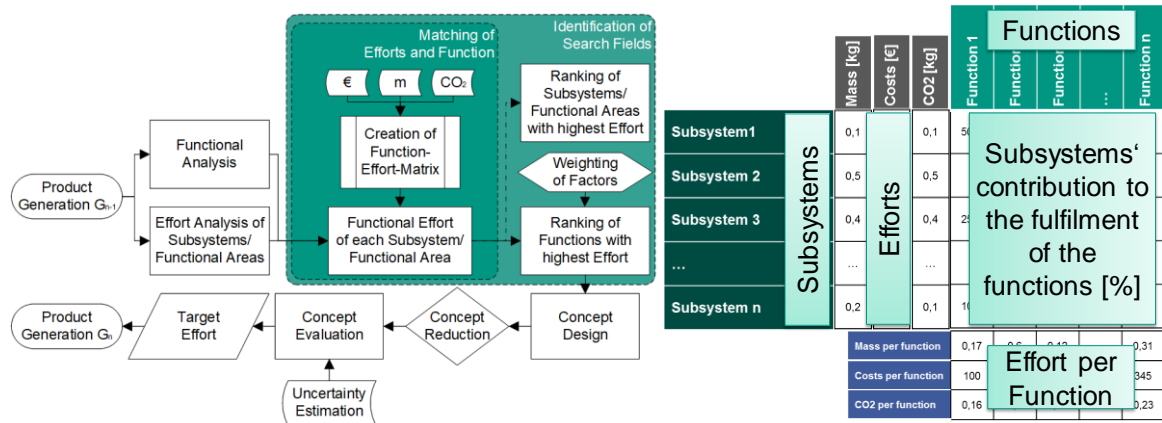 Identification of
Search Fields
Matching of
Efforts and Function
€
m
CO₂
Creation of
Function-
Effort-Matrix
Ranking of
Subsystems/
Functional Areas
with highest Effort
Weighting
of Factors
Functional
Analysis
Product
Generation Gₙ₋₁
Effort Analysis of
Subsystems/
Functional Areas
Functional Effort
of each Subsystem/
Functional Area
Ranking of
Functions with
highest Effort
Product
Generation Gₙ
Target
Effort
Concept
Evaluation
Concept
Reduction
Concept
Design
Uncertainty
Estimation
Mass [kg]
Costs [€]
CO2 [kg]
Function 1
Functions
Function
Function
...
Function n
Subsystem1
0,1
0,1
Subsystem 2
0,5
0,5
Subsystem 3
0,4
0,4
...
...
...
Subsystem n
0,2
0,1
Subsystems
Efforts
Subsystems‘
contribution to
the fulfilment
of the
functions [%]
Mass per function
0,17
0,31
Costs per function
100
345
CO2 per function
0,16
0,23
Effort per
Function